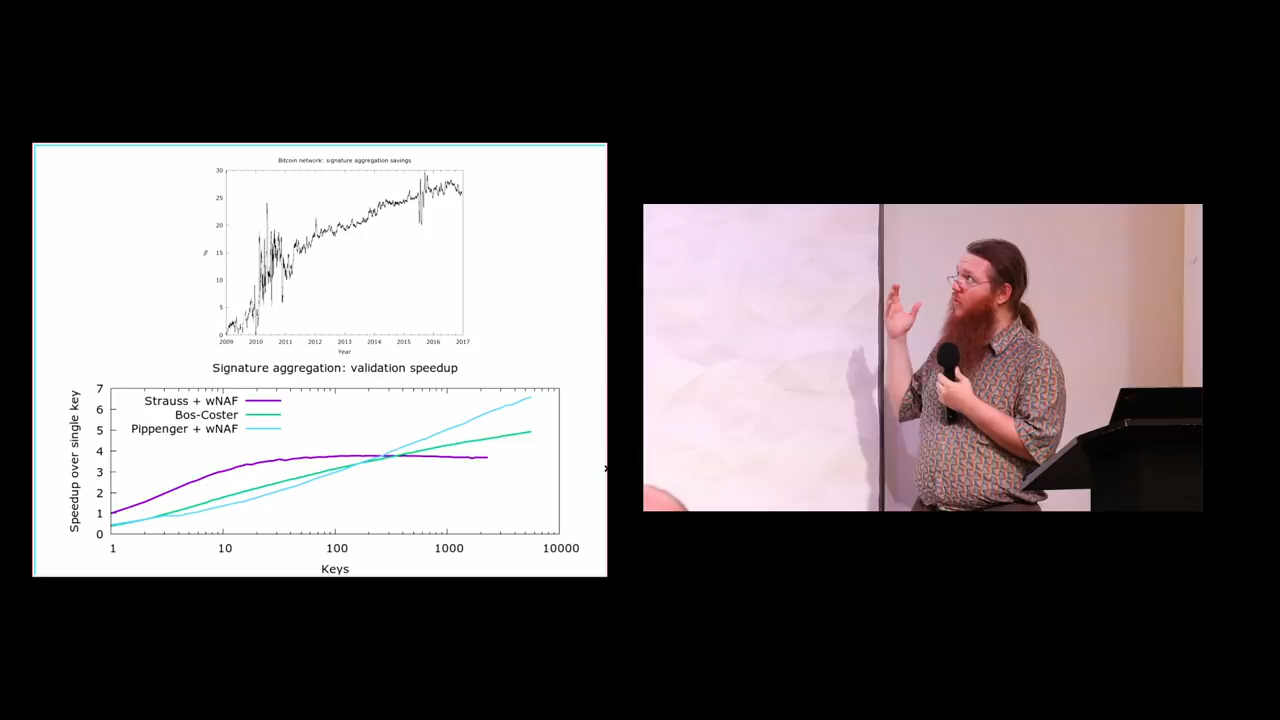 Bitcoin network: signature aggregation savings
30
25
20
15
10
5
0
%
2009 2010 2011 2012 2013 2014 2015 2016 2017
Year
Signature aggregation: validation speedup
7
6
5
4
3
2
1
0
Speedup over single key
Strauss + wNAF
Bos-Coster
Pippenger + wNAF
1 10 100 1000 10000
Keys